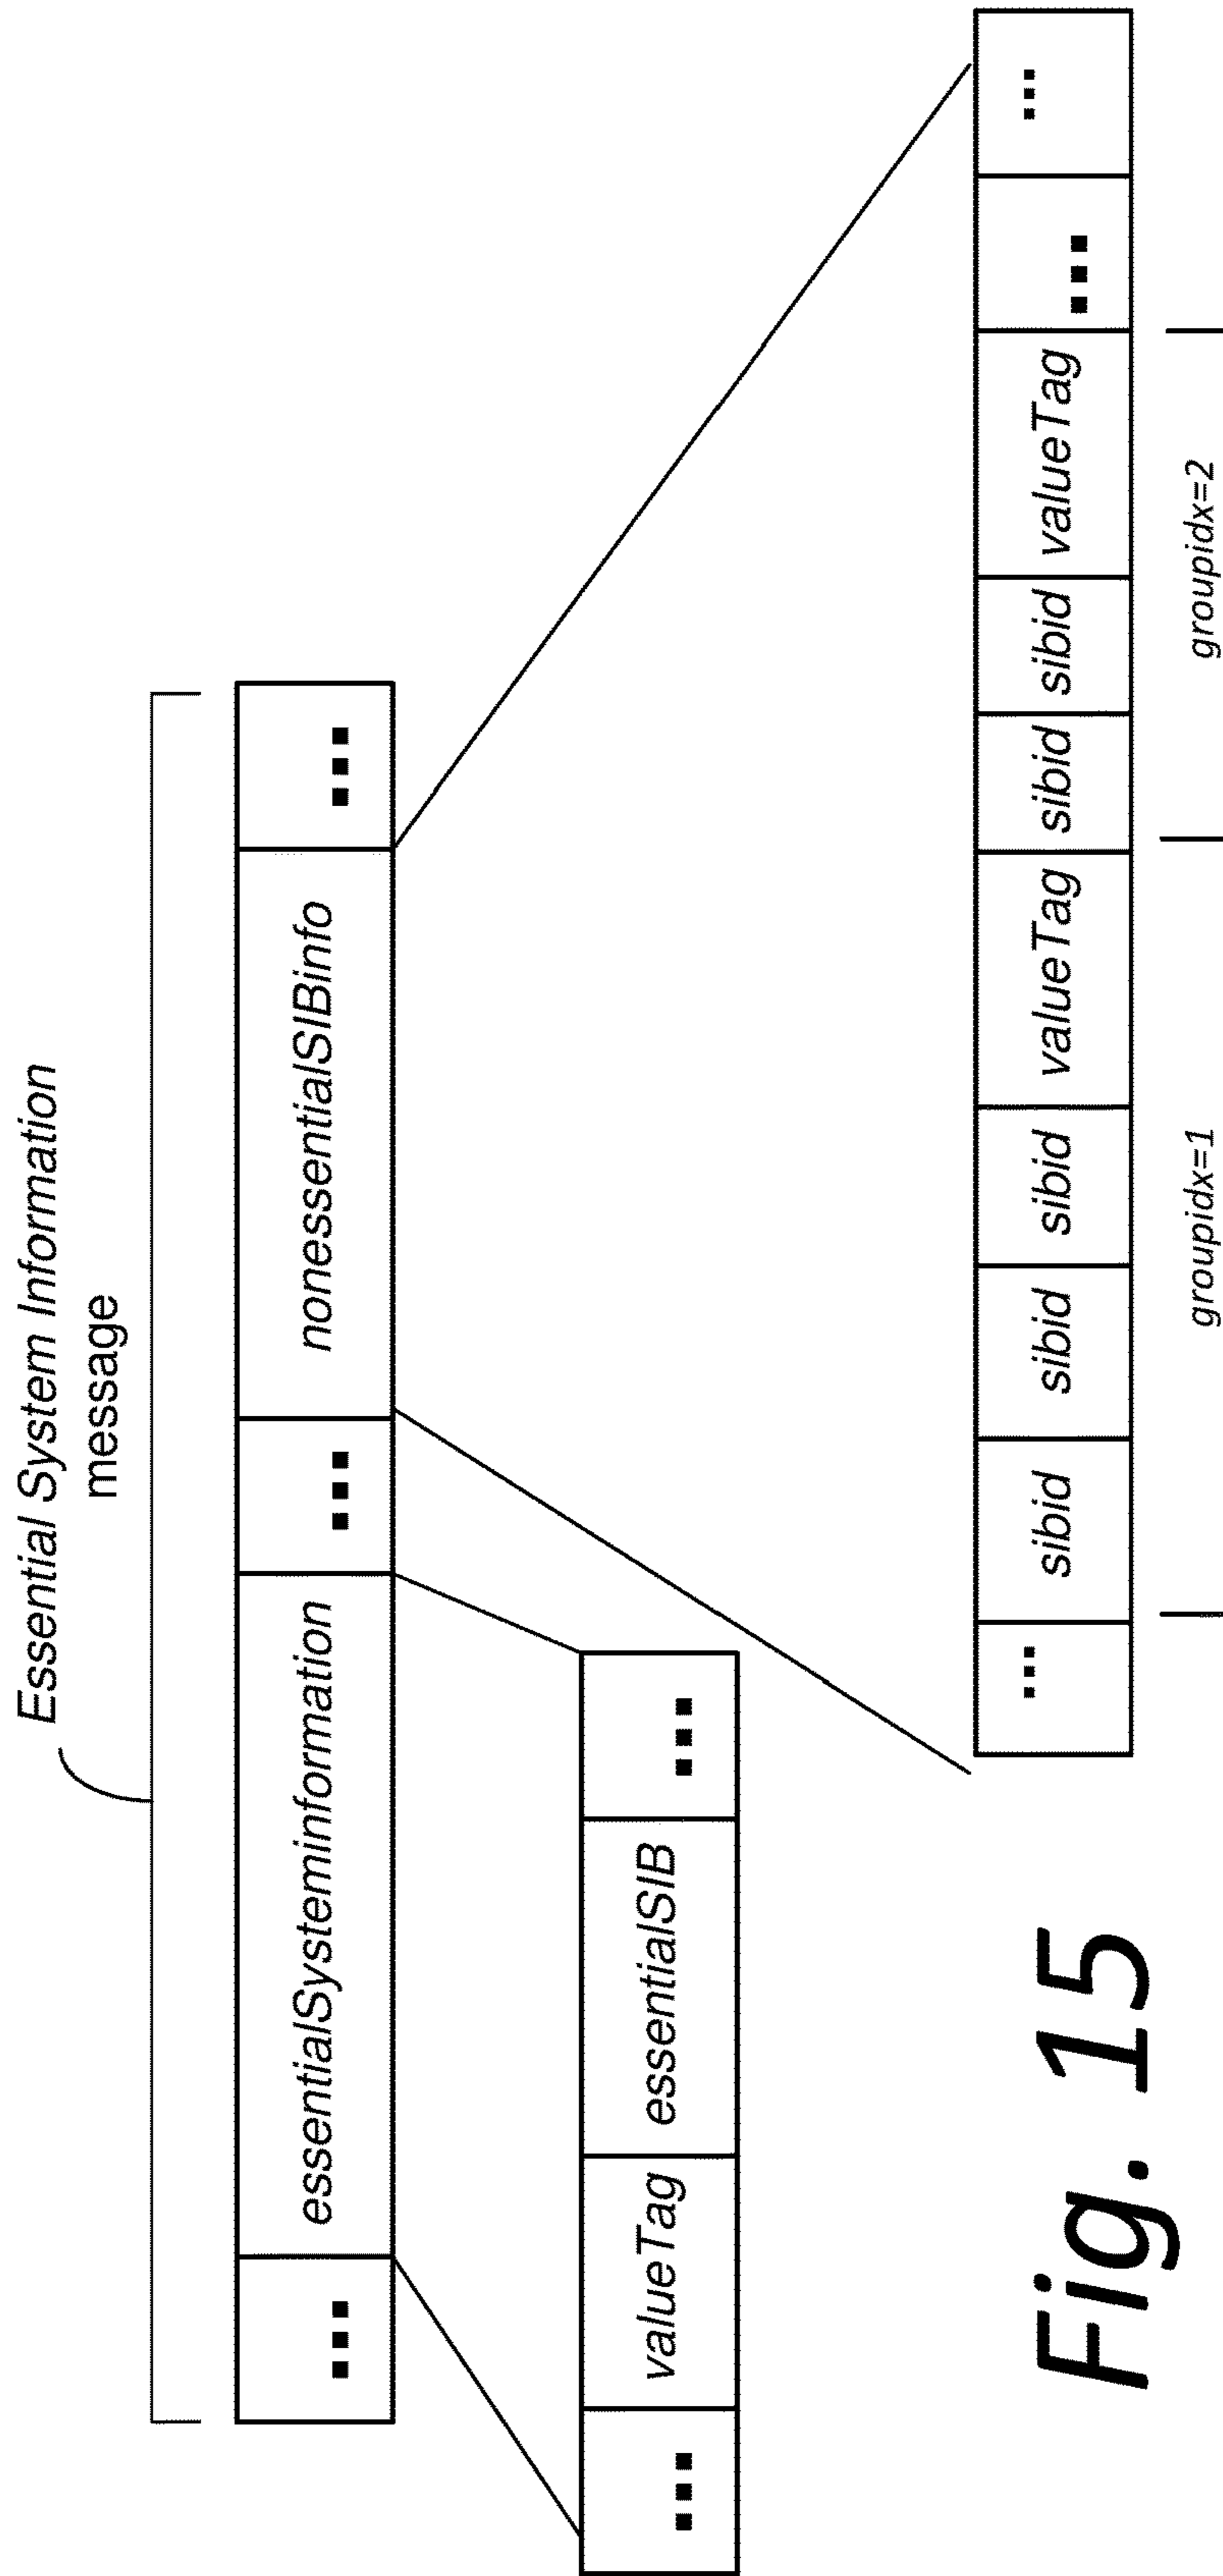 Essential System Information
message
... essentialSysteminformation ... nonessentialSIBinfo ...
... valueTag essentialSIB ...
... sibid sibid sibid valueTag sibid sibid valueTag ... ...
groupidx=1 groupidx=2
Fig. 15